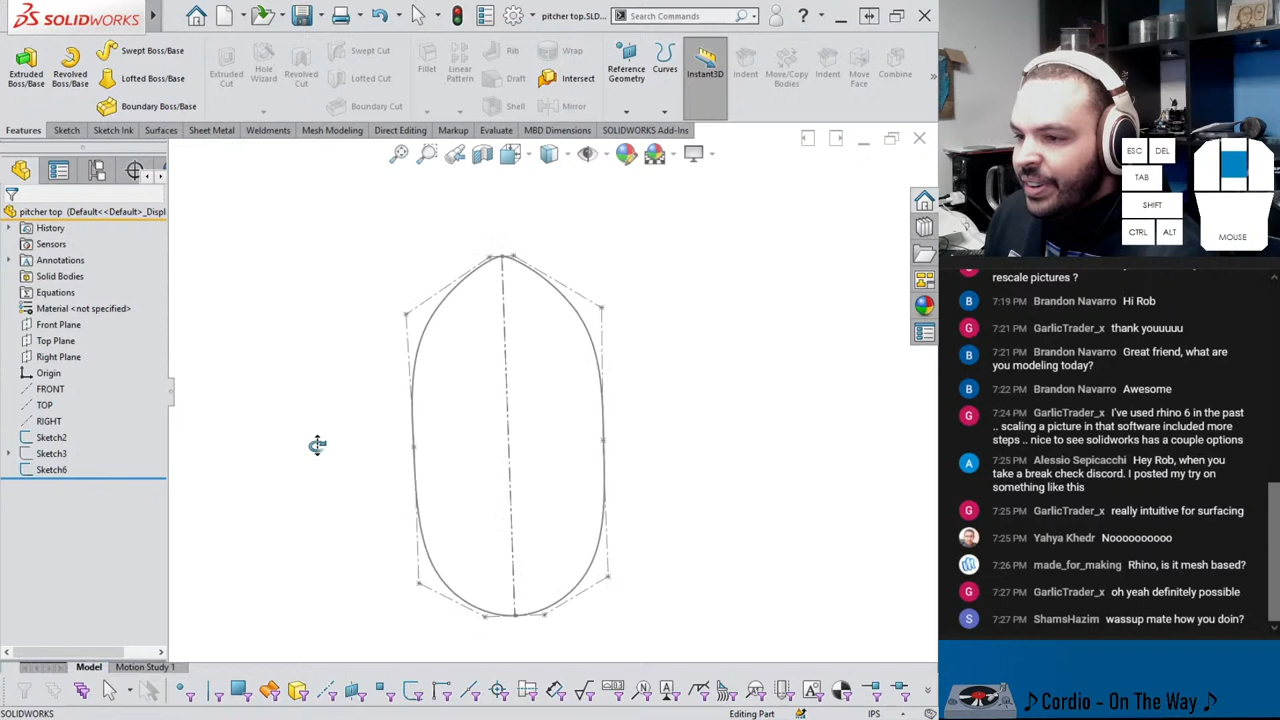 SOLIDWORKS
pitcher top.SLD...
Search Commands
Extruded Boss/Base
Revolved Boss/Base
Swept Boss/Base
Lofted Boss/Base
Boundary Boss/Base
Extruded Cut
Hole Wizard
Revolved Cut
Swept Cut
Lofted Cut
Boundary Cut
Fillet
Linear Pattern
Rib
Draft
Shell
Wrap
Intersect
Mirror
Reference Geometry
Curves
Instant3D
Indent
Move/Copy Bodies
Indent
Move Face
Combine
Features
Sketch
Sketch Ink
Surfaces
Sheet Metal
Weldments
Mesh Modeling
Direct Editing
Markup
Evaluate
MBD Dimensions
SOLIDWORKS Add-Ins
pitcher top (Default<<Default>_Displ
History
Sensors
Annotations
Solid Bodies
Equations
Material <not specified>
Front Plane
Top Plane
Right Plane
Origin
FRONT
TOP
RIGHT
Sketch2
Sketch3
Sketch6
Model
Motion Study 1
SOLIDWORKS
Editing Part
IPS
ESC
DEL
TAB
SHIFT
CTRL
ALT
MOUSE
rescale pictures ?
B 7:19 PM Brandon Navarro Hi Rob
G 7:21 PM GarlicTrader_x thank youuuuu
B 7:21 PM Brandon Navarro Great friend, what are
you modeling today?
B 7:22 PM Brandon Navarro Awesome
G 7:24 PM GarlicTrader_x I've used rhino 6 in the past
.. scaling a picture in that software included more
steps .. nice to see solidworks has a couple options
A 7:25 PM Alessio Sepicacchi Hey Rob, when you
take a break check discord. I posted my try on
something like this
G 7:25 PM GarlicTrader_x really intuitive for surfacing
7:25 PM Yahya Khedr Nooooooooo
7:26 PM made_for_making Rhino, is it mesh based?
G 7:27 PM GarlicTrader_x oh yeah definitely possible
S 7:27 PM ShamsHazim wassup mate how you doin?
♪ Cordio - On The Way ♪